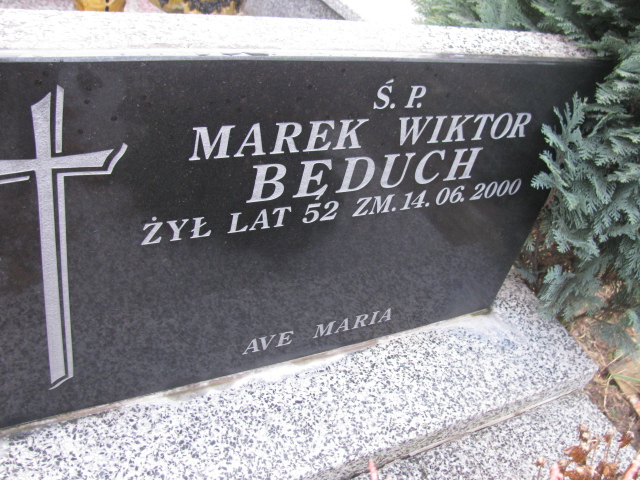 Ś. P.
MAREK WIKTOR
BĘDUCH
ŻYŁ LAT 52 ZM. 14. 06. 2000
AVE MARIA